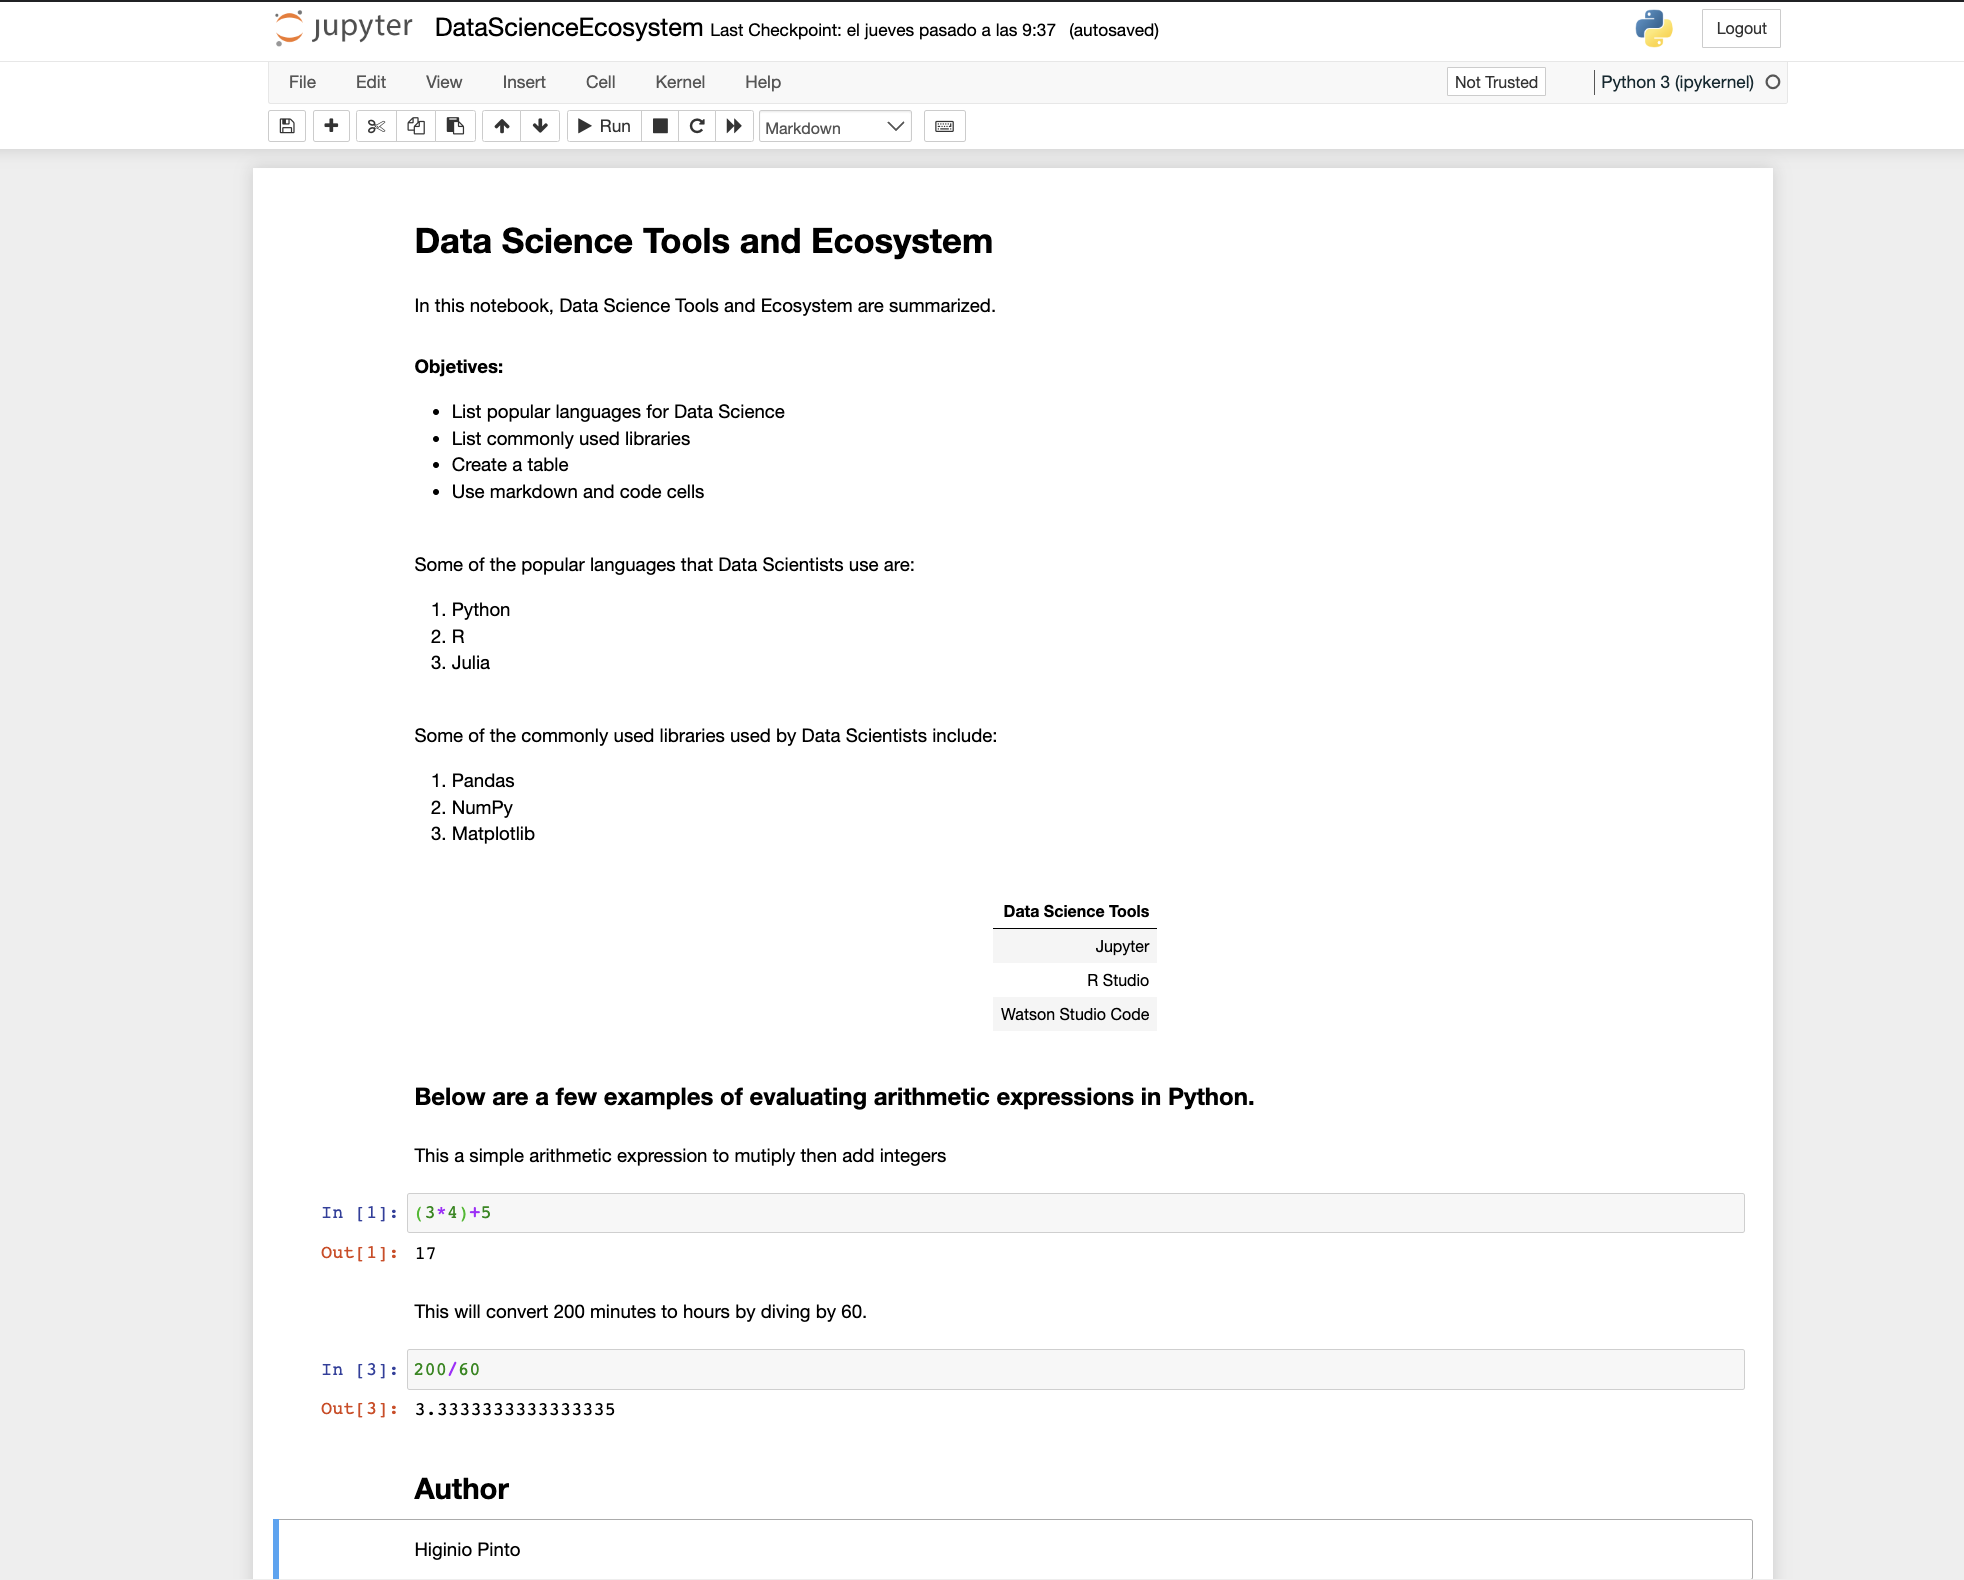 jupyter DataScienceEcosystem Last Checkpoint: el jueves pasado a las 9:37 (autosaved) Logout
File Edit View Insert Cell Kernel Help Not Trusted Python 3 (ipykernel)
Run Markdown
Data Science Tools and Ecosystem
In this notebook, Data Science Tools and Ecosystem are summarized.
Objetives:
• List popular languages for Data Science
• List commonly used libraries
• Create a table
• Use markdown and code cells
Some of the popular languages that Data Scientists use are:
1. Python
2. R
3. Julia
Some of the commonly used libraries used by Data Scientists include:
1. Pandas
2. NumPy
3. Matplotlib
Data Science Tools
Jupyter
R Studio
Watson Studio Code
Below are a few examples of evaluating arithmetic expressions in Python.
This a simple arithmetic expression to mutiply then add integers
In [1]: (3*4)+5
Out[1]: 17
This will convert 200 minutes to hours by diving by 60.
In [3]: 200/60
Out[3]: 3.3333333333333335
Author
Higinio Pinto